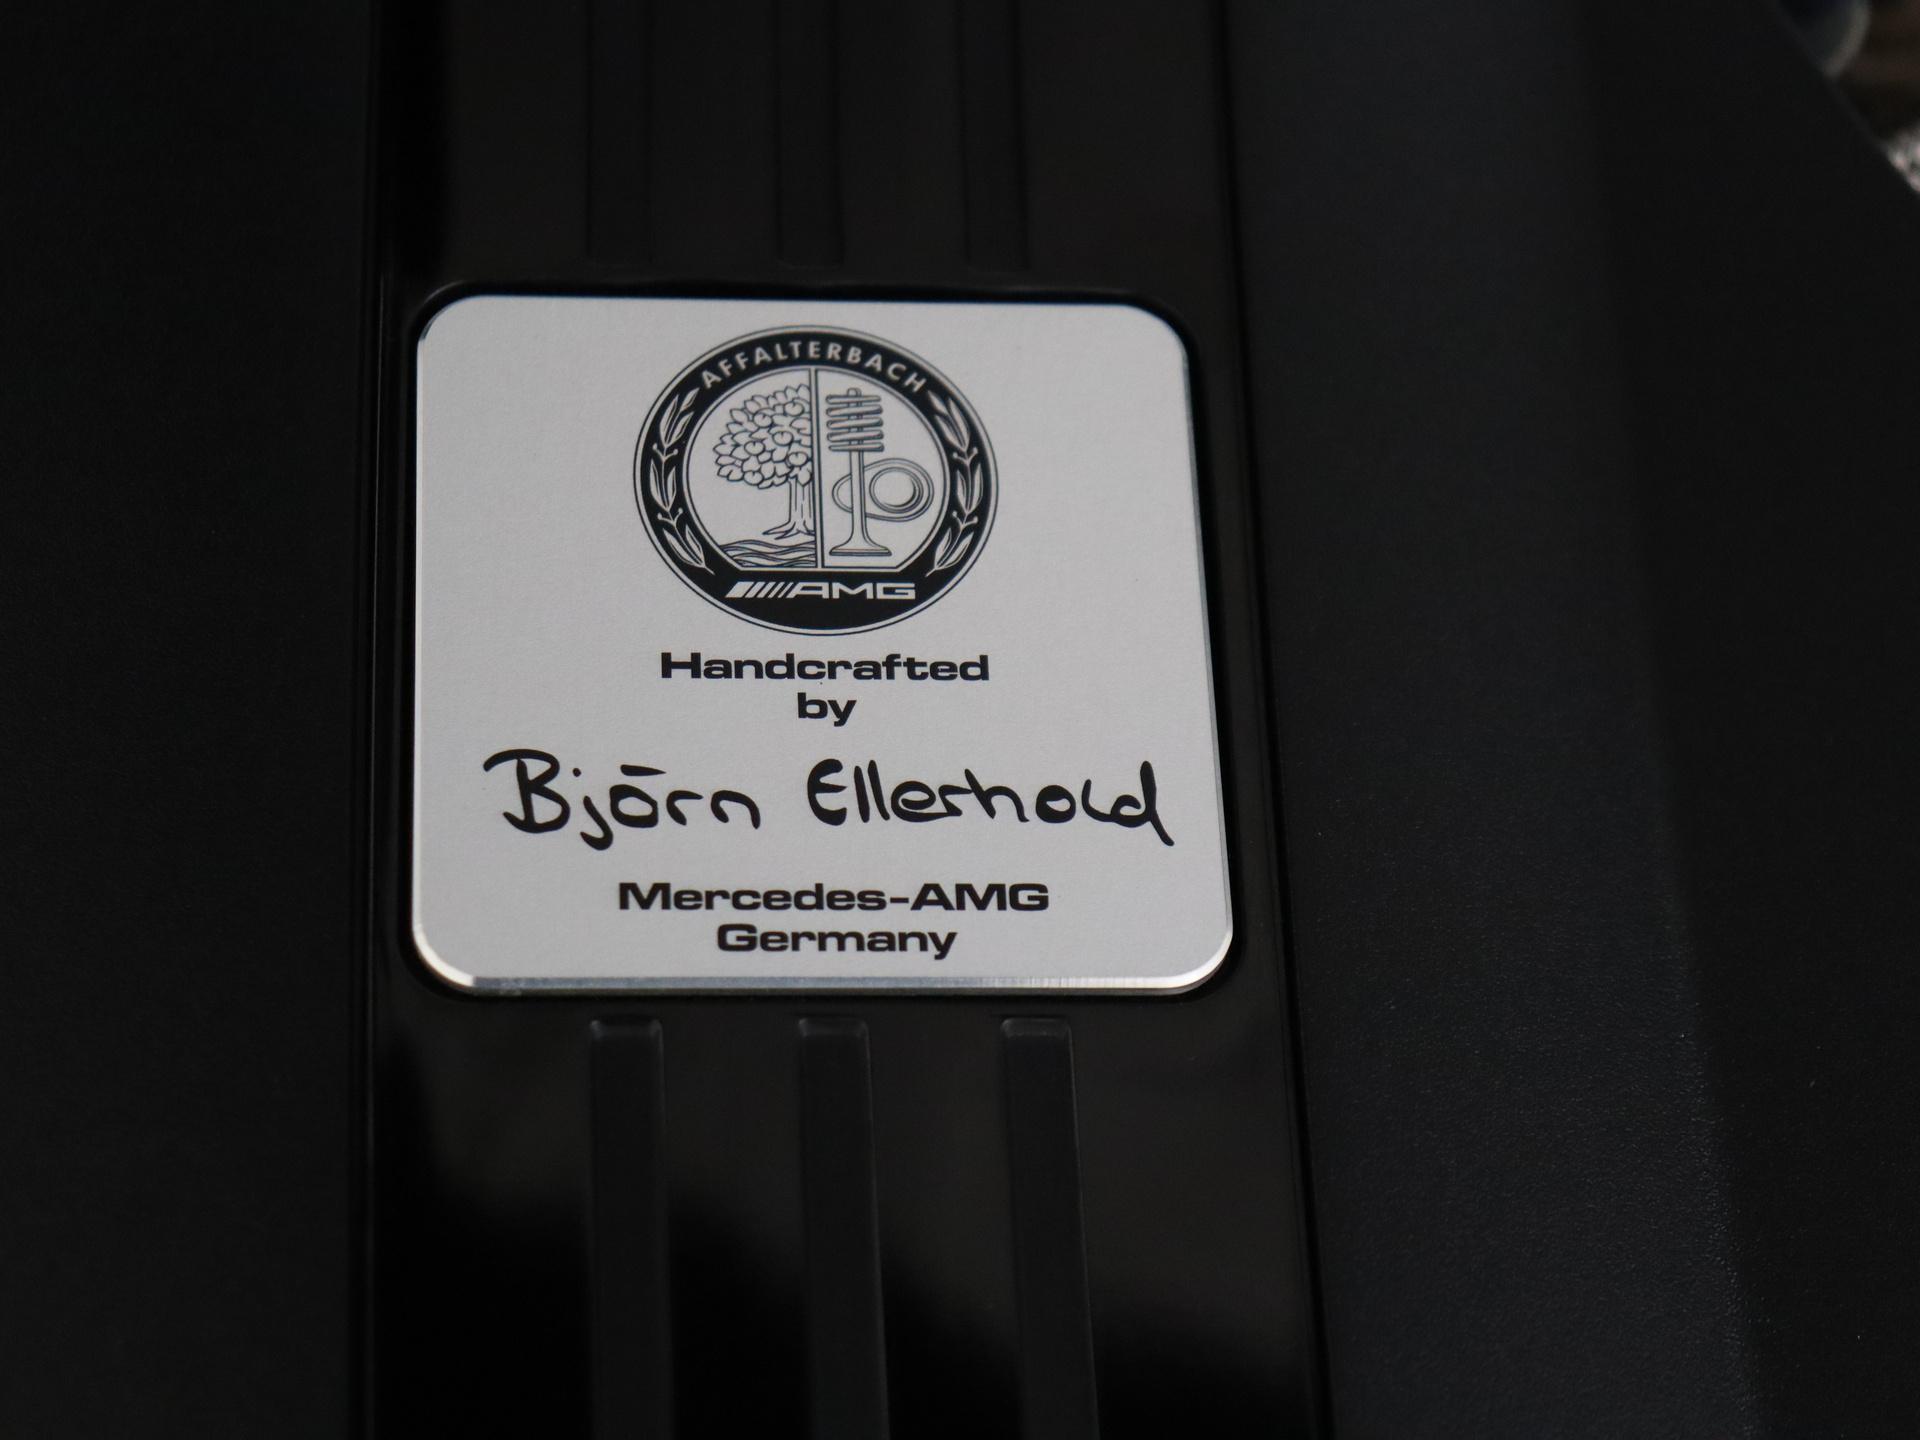 AFFALTERBACH
AMG
Handcrafted
by
Björn Ellerhold
Mercedes-AMG
Germany